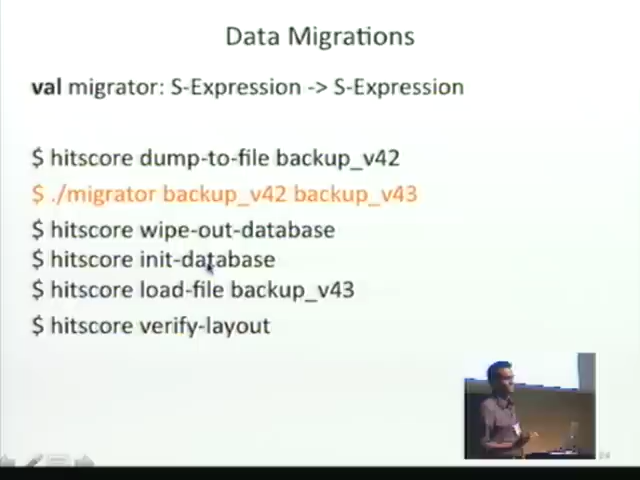 Data Migrations
val migrator: S-Expression -> S-Expression
$ hitscore dump-to-file backup_v42
$ ./migrator backup_v42 backup_v43
$ hitscore wipe-out-database
$ hitscore init-database
$ hitscore load-file backup_v43
$ hitscore verify-layout